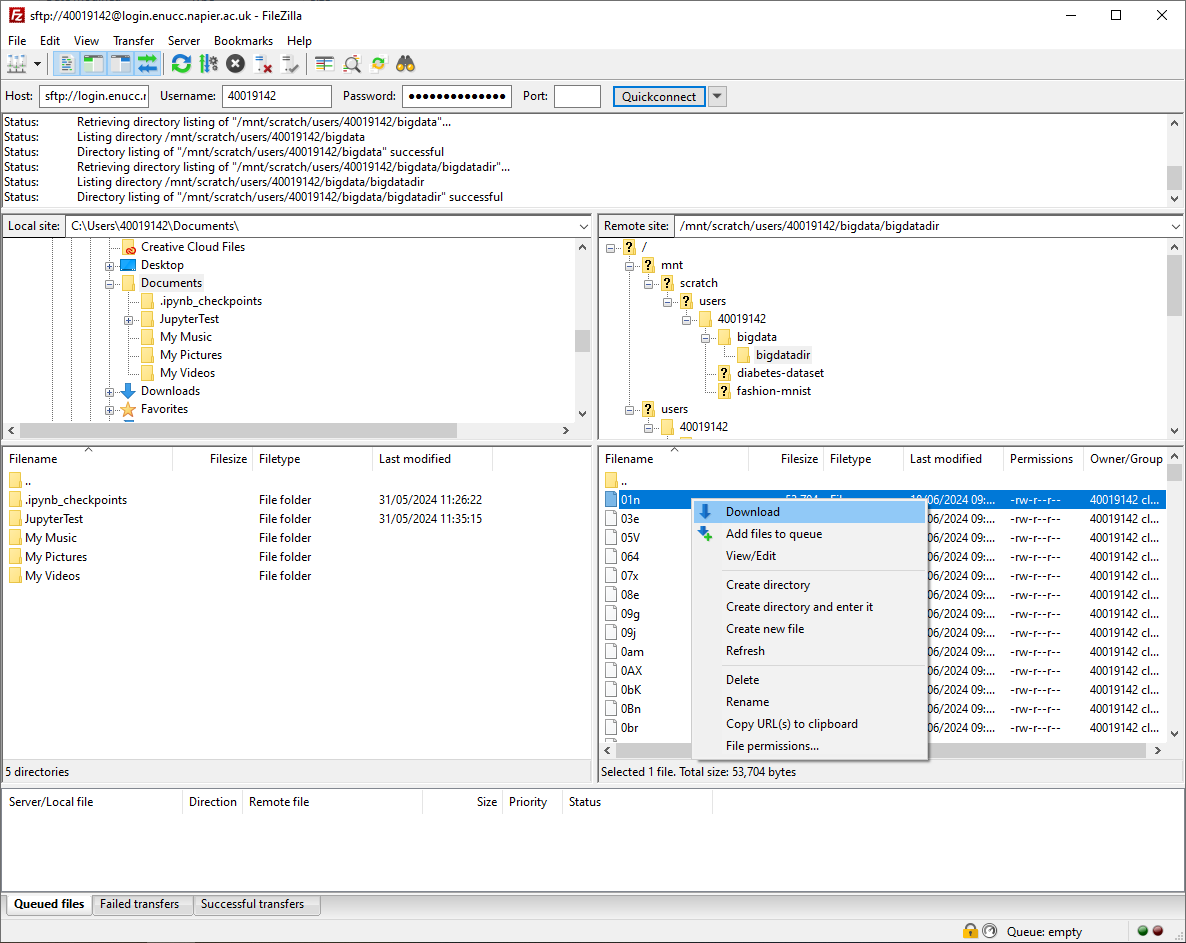 sftp://40019142@login.enucc.napier.ac.uk - FileZilla
File Edit View Transfer Server Bookmarks Help
Host: sftp://login.enucc.r Username: 40019142 Password: ●●●●●●●●●●●●●● Port: Quickconnect
Status: Retrieving directory listing of "/mnt/scratch/users/40019142/bigdata"...
Status: Listing directory /mnt/scratch/users/40019142/bigdata
Status: Directory listing of "/mnt/scratch/users/40019142/bigdata" successful
Status: Retrieving directory listing of "/mnt/scratch/users/40019142/bigdata/bigdatadir"...
Status: Listing directory /mnt/scratch/users/40019142/bigdata/bigdatadir
Status: Directory listing of "/mnt/scratch/users/40019142/bigdata/bigdatadir" successful
Local site: C:\Users\40019142\Documents\
Creative Cloud Files
Desktop
Documents
.ipynb_checkpoints
JupyterTest
My Music
My Pictures
My Videos
Downloads
Favorites
Remote site: /mnt/scratch/users/40019142/bigdata/bigdatadir
/
mnt
scratch
users
40019142
bigdata
bigdatadir
diabetes-dataset
fashion-mnist
users
40019142
Filename Filesize Filetype Last modified
..
.ipynb_checkpoints File folder 31/05/2024 11:26:22
JupyterTest File folder 31/05/2024 11:35:15
My Music File folder
My Pictures File folder
My Videos File folder
5 directories
Filename Filesize Filetype Last modified Permissions Owner/Group
..
01n 53,704 File 10/06/2024 09:... -rw-r--r-- 40019142 cl...
03e 06/2024 09:... -rw-r--r-- 40019142 cl...
05V 06/2024 09:... -rw-r--r-- 40019142 cl...
064 06/2024 09:... -rw-r--r-- 40019142 cl...
07x 06/2024 09:... -rw-r--r-- 40019142 cl...
08e 06/2024 09:... -rw-r--r-- 40019142 cl...
09g 06/2024 09:... -rw-r--r-- 40019142 cl...
09j 06/2024 09:... -rw-r--r-- 40019142 cl...
0am 06/2024 09:... -rw-r--r-- 40019142 cl...
0AX 06/2024 09:... -rw-r--r-- 40019142 cl...
0bK 06/2024 09:... -rw-r--r-- 40019142 cl...
0Bn 06/2024 09:... -rw-r--r-- 40019142 cl...
0br 06/2024 09:... -rw-r--r-- 40019142 cl...
Download
Add files to queue
View/Edit
Create directory
Create directory and enter it
Create new file
Refresh
Delete
Rename
Copy URL(s) to clipboard
File permissions...
Selected 1 file. Total size: 53,704 bytes
Server/Local file Direction Remote file Size Priority Status
Queued files Failed transfers Successful transfers
Queue: empty